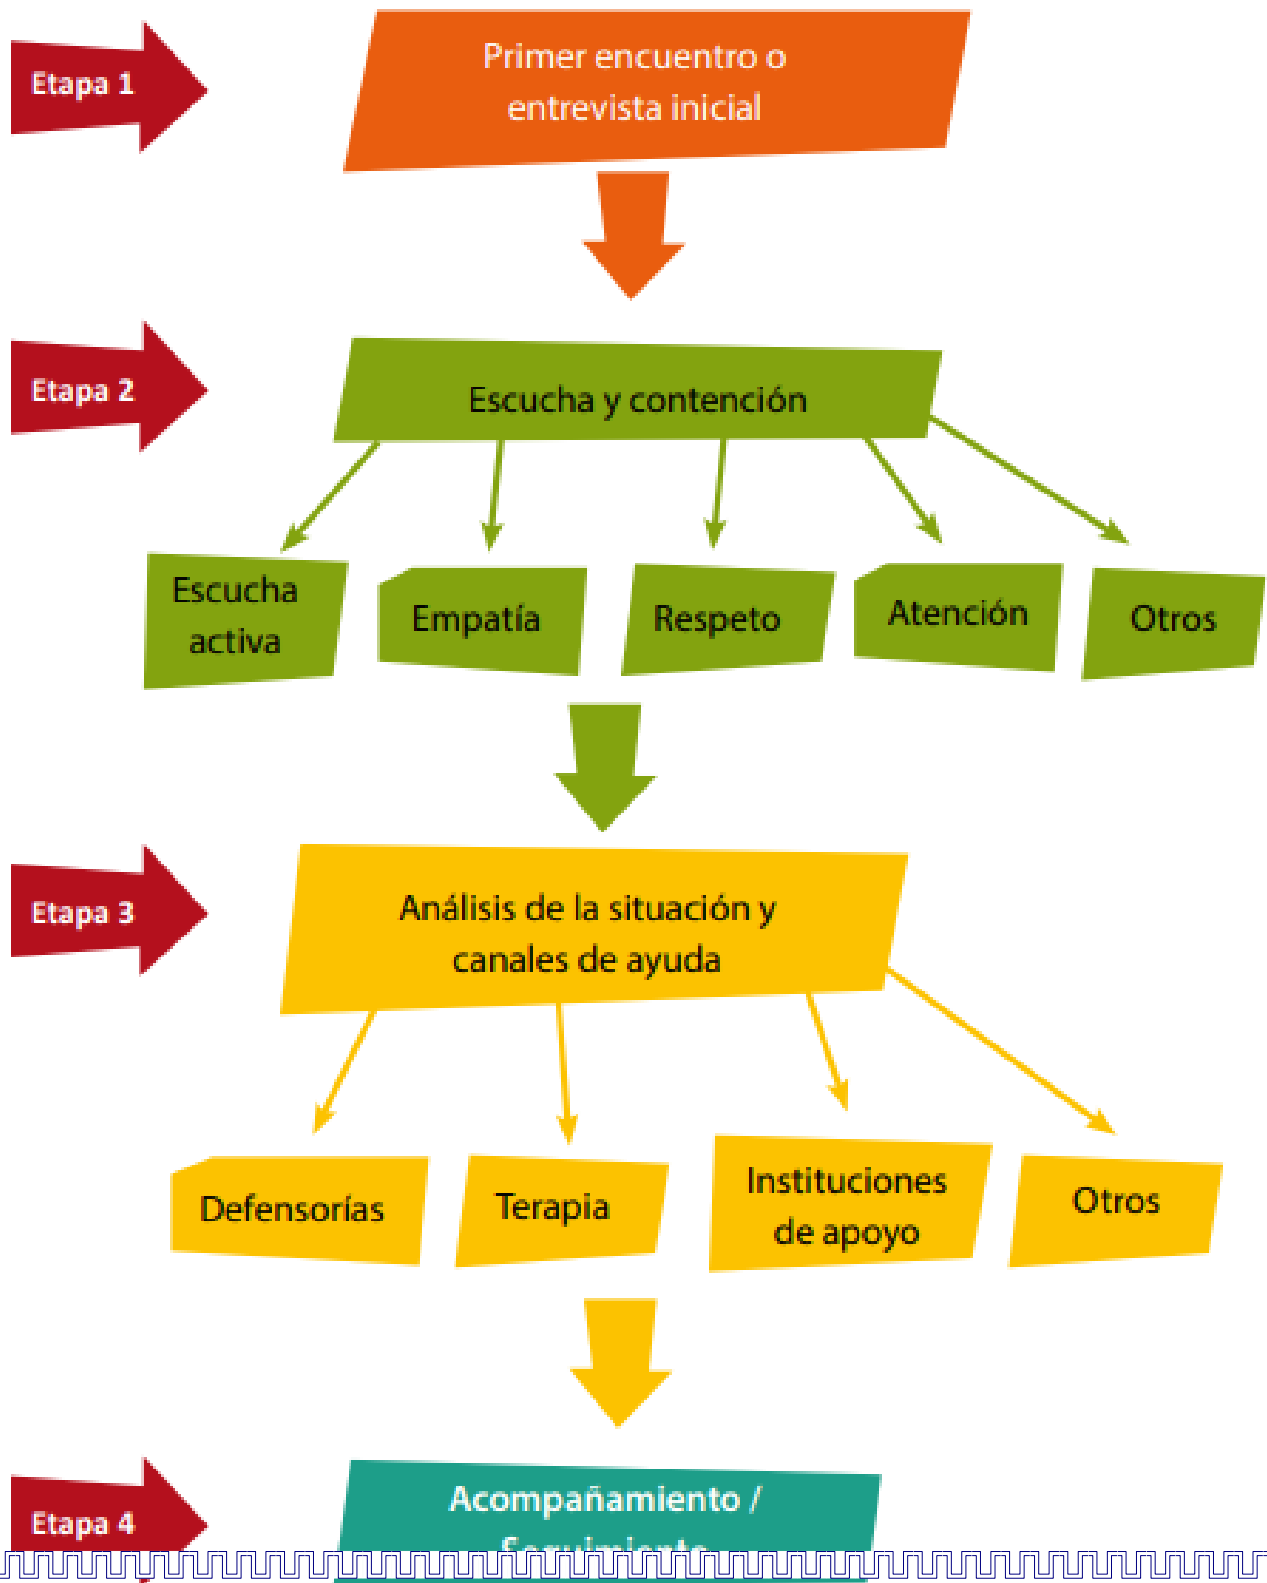 Etapa 1
Primer encuentro o
entrevista inicial
Etapa 2
Escucha y contención
Escucha
activa
Empatía
Respeto
Atención
Otros
Etapa 3
Análisis de la situación y
canales de ayuda
Defensorías
Terapia
Instituciones
de apoyo
Otros
Etapa 4
Acompañamiento /
Seguimiento